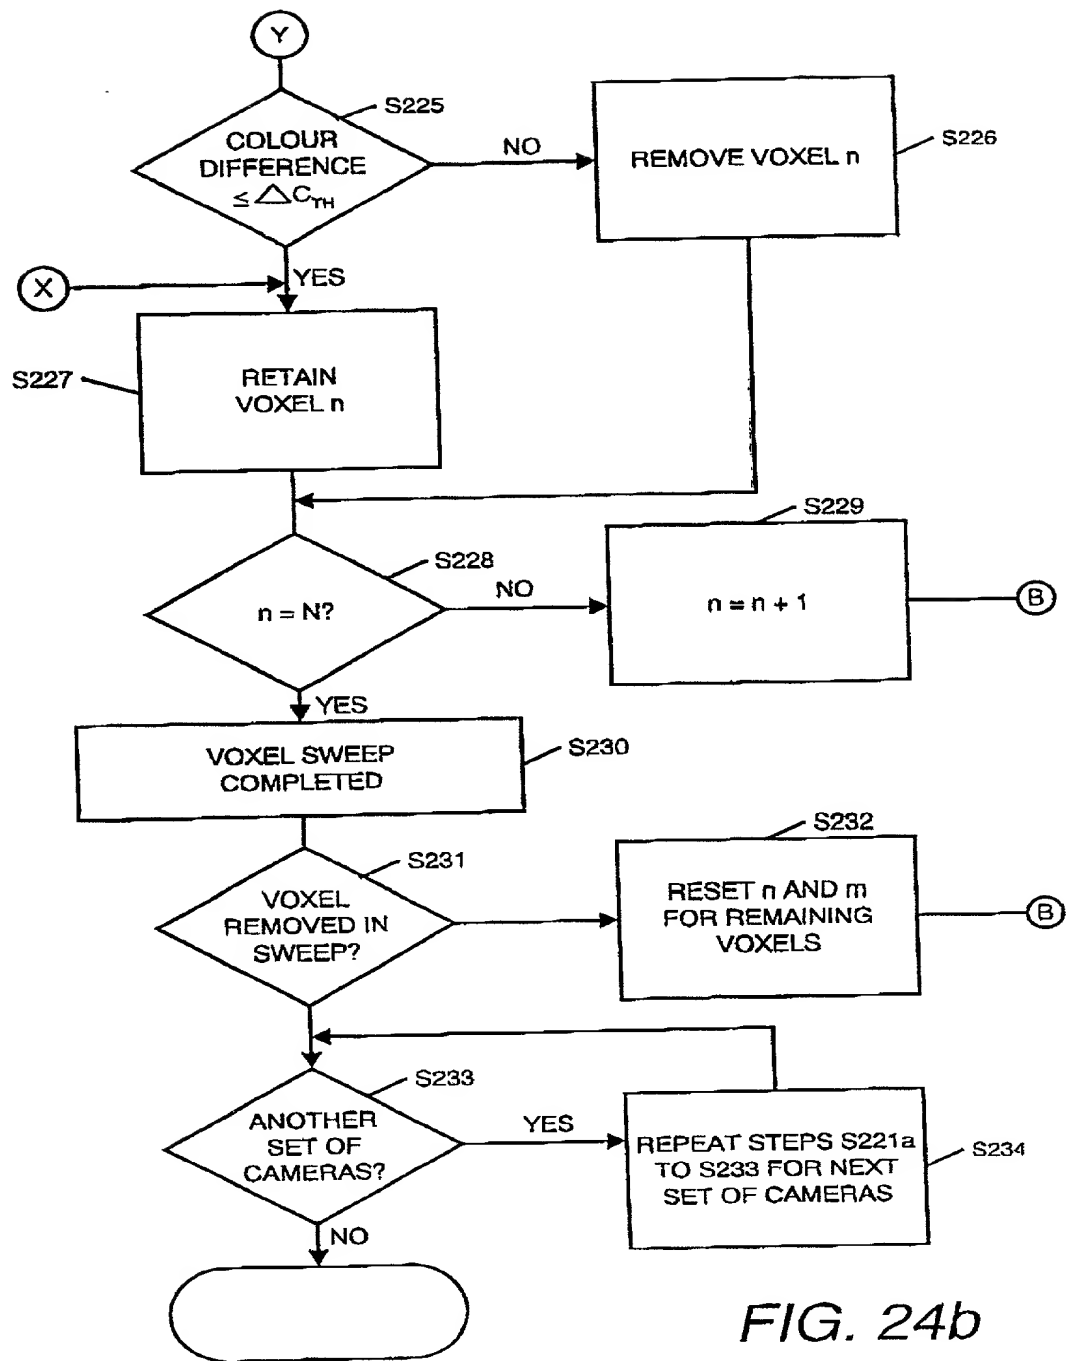 Y
S225
COLOUR
DIFFERENCE
≤ ΔC_TH
NO
REMOVE VOXEL n
S226
X
YES
S227
RETAIN
VOXEL n
S228
n = N?
NO
S229
n = n + 1
B
YES
VOXEL SWEEP
COMPLETED
S230
S231
VOXEL
REMOVED IN
SWEEP?
S232
RESET n AND m
FOR REMAINING
VOXELS
B
S233
ANOTHER
SET OF
CAMERAS?
YES
REPEAT STEPS S221a
TO S233 FOR NEXT
SET OF CAMERAS
S234
NO
FIG. 24b